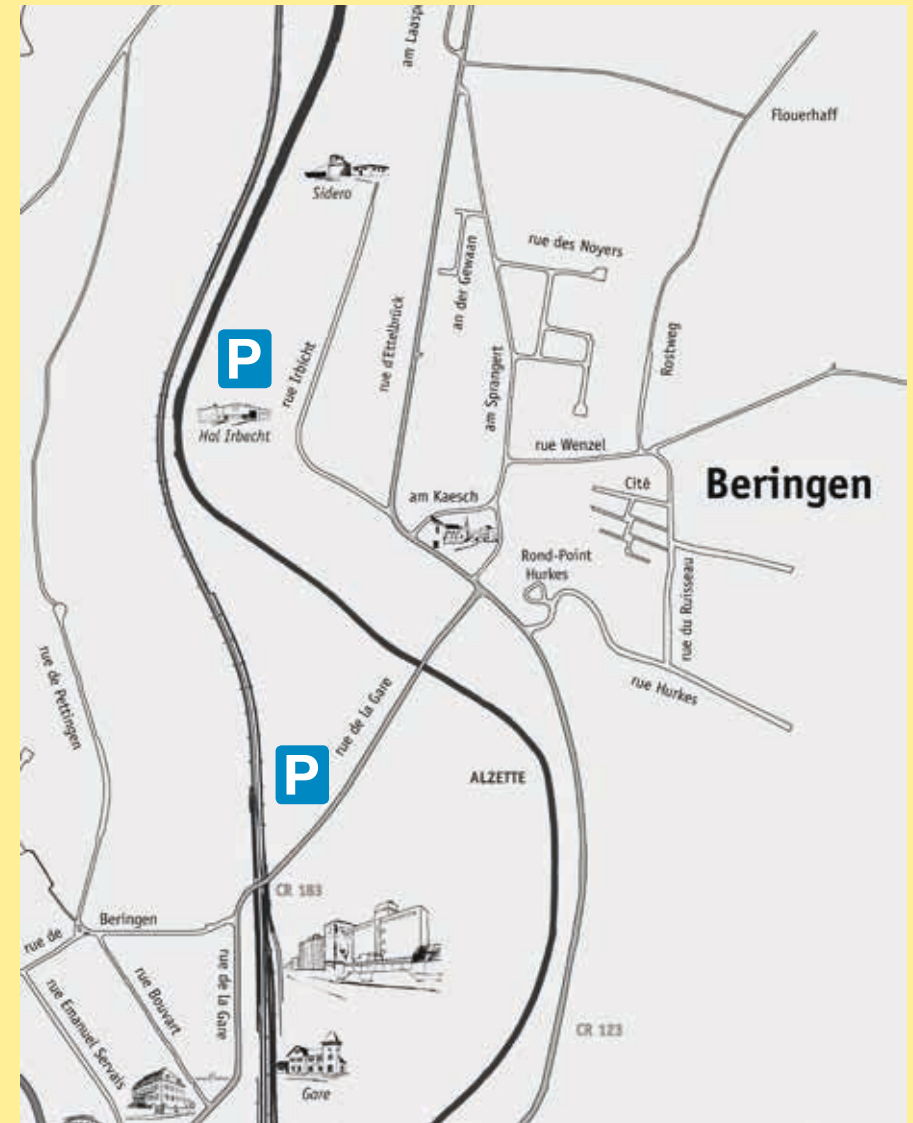 am Laaspe
Flouerhaff
Sidero
rue des Noyers
an der Gewaan
rue d'Ettelbrück
Rostweg
P
rue Irbicht
am Sprangert
Hal Irbecht
rue Wenzel
Beringen
Cité
am Kaesch
Rond-Point
Hurkes
rue du Ruisseau
rue de Pettingen
rue Hurkes
rue de la Gare
P
ALZETTE
CR 183
Beringen
rue de
rue de la Gare
rue Bouvart
rue Emanuel Servais
CR 123
Gare